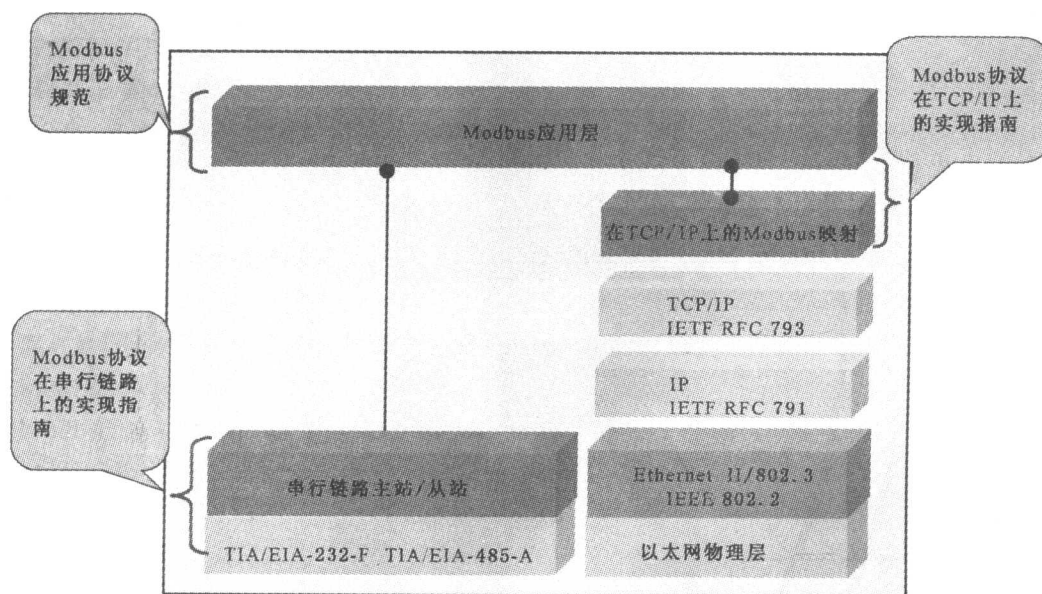 Modbus
应用协议
规范
Modbus协议
在TCP/IP上
的实现指南
Modbus应用层
在TCP/IP上的Modbus映射
TCP/IP
IETF RFC 793
IP
IETF RFC 791
Modbus协议
在串行链路
上的实现指
南
串行链路主站/从站
Ethernet II/802.3
IEEE 802.2
TIA/EIA-232-F TIA/EIA-485-A
以太网物理层